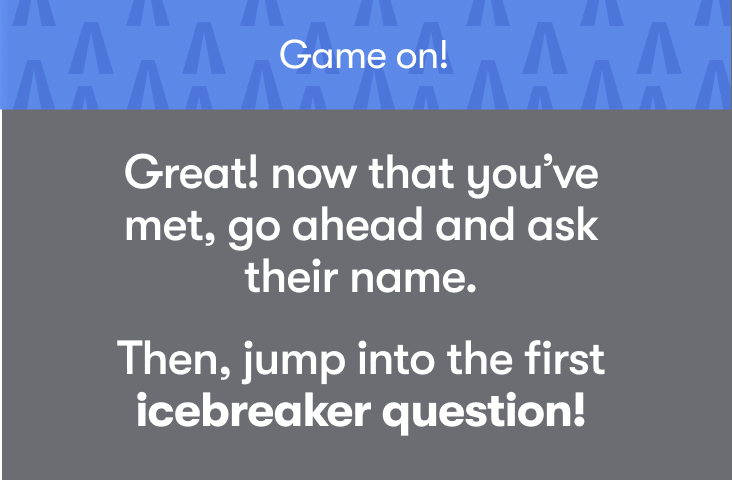 Game on!
Great! now that you’ve
met, go ahead and ask
their name.
Then, jump into the first
icebreaker question!